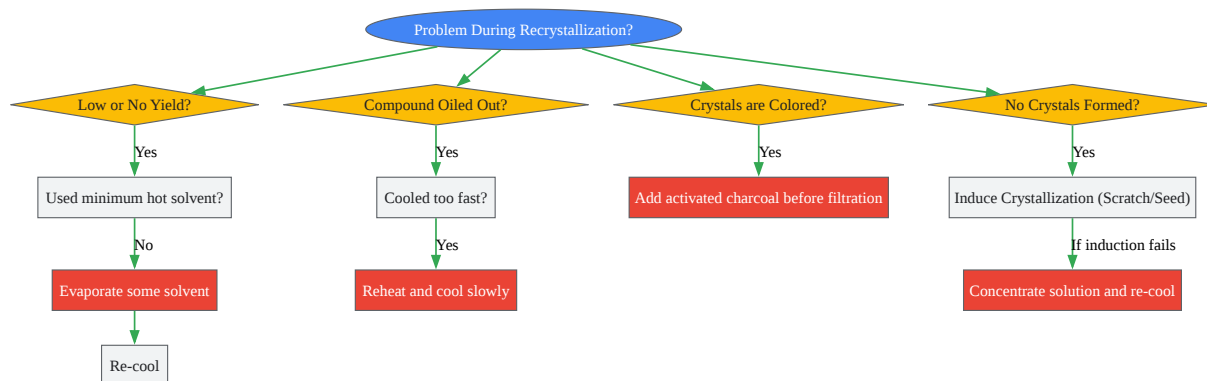 Problem During Recrystallization?
Low or No Yield?
Compound Oiled Out?
Crystals are Colored?
No Crystals Formed?
Yes
Yes
Yes
Yes
Used minimum hot solvent?
Cooled too fast?
Add activated charcoal before filtration
Induce Crystallization (Scratch/Seed)
No
Yes
If induction fails
Evaporate some solvent
Reheat and cool slowly
Concentrate solution and re-cool
Re-cool